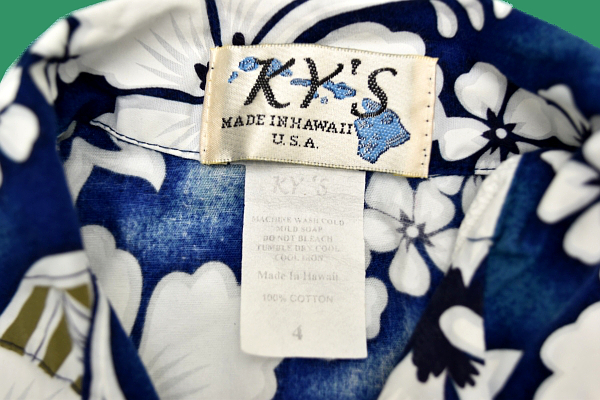 KY'S
MADE IN HAWAII
U.S.A.
KY.'S
MACHINE WASH COLD
MILD SOAP
DO NOT BLEACH
TUMBLE DRY COOL
COOL IRON
Made In Hawaii
100% COTTON
4